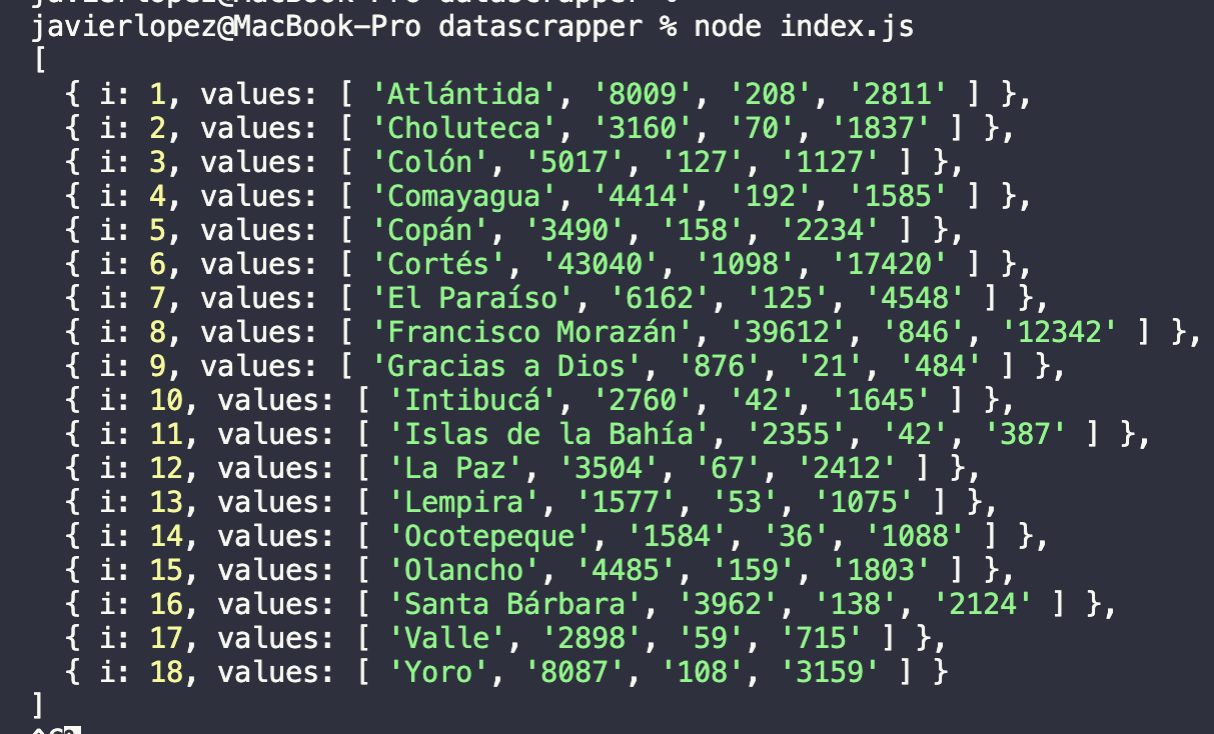 javierlopez@MacBook-Pro datascrapper %
javierlopez@MacBook-Pro datascrapper % node index.js
[
  { i: 1, values: [ 'Atlántida', '8009', '208', '2811' ] },
  { i: 2, values: [ 'Choluteca', '3160', '70', '1837' ] },
  { i: 3, values: [ 'Colón', '5017', '127', '1127' ] },
  { i: 4, values: [ 'Comayagua', '4414', '192', '1585' ] },
  { i: 5, values: [ 'Copán', '3490', '158', '2234' ] },
  { i: 6, values: [ 'Cortés', '43040', '1098', '17420' ] },
  { i: 7, values: [ 'El Paraíso', '6162', '125', '4548' ] },
  { i: 8, values: [ 'Francisco Morazán', '39612', '846', '12342' ] },
  { i: 9, values: [ 'Gracias a Dios', '876', '21', '484' ] },
  { i: 10, values: [ 'Intibucá', '2760', '42', '1645' ] },
  { i: 11, values: [ 'Islas de la Bahía', '2355', '42', '387' ] },
  { i: 12, values: [ 'La Paz', '3504', '67', '2412' ] },
  { i: 13, values: [ 'Lempira', '1577', '53', '1075' ] },
  { i: 14, values: [ 'Ocotepeque', '1584', '36', '1088' ] },
  { i: 15, values: [ 'Olancho', '4485', '159', '1803' ] },
  { i: 16, values: [ 'Santa Bárbara', '3962', '138', '2124' ] },
  { i: 17, values: [ 'Valle', '2898', '59', '715' ] },
  { i: 18, values: [ 'Yoro', '8087', '108', '3159' ] }
]